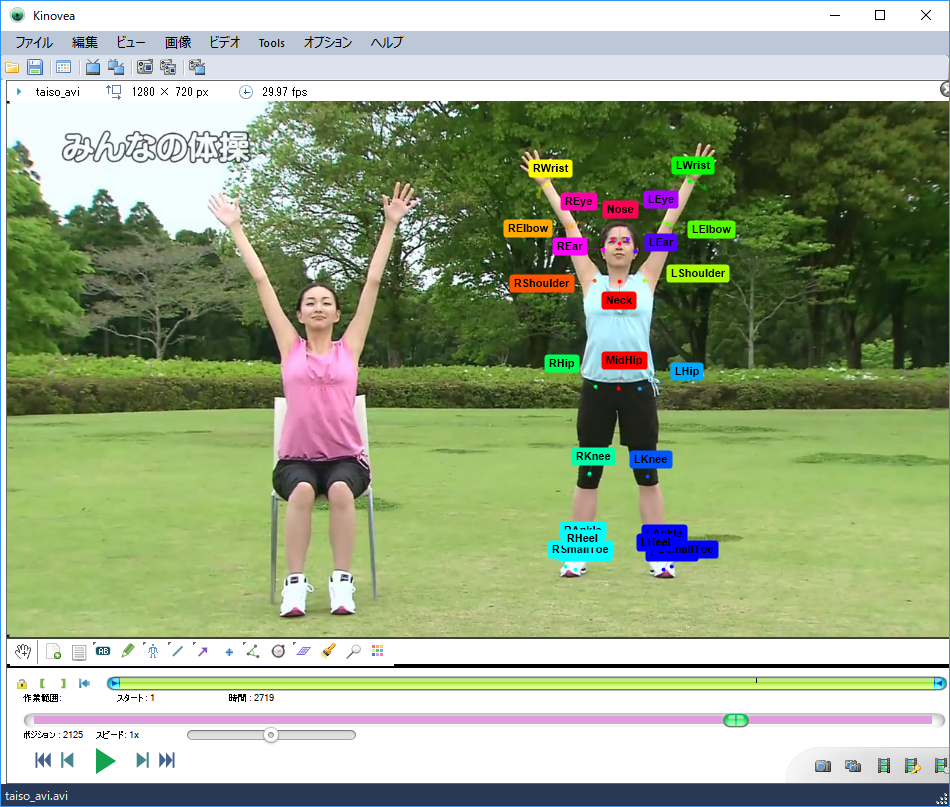 Kinovea
ファイル 編集 ビュー 画像 ビデオ Tools オプション ヘルプ
taiso_avi 1280 × 720 px 29.97 fps
みんなの体操
RWrist LWrist
REye Nose LEye
RElbow LElbow
REar LEar
RShoulder LShoulder
Neck
RHip MidHip LHip
RKnee LKnee
RAnkle LAnkle
RHeel LHeel
RSmallToe LSmallToe
AB
作業範囲: スタート : 1 時間 : 2719
ポジション : 2125 スピード: 1x
taiso_avi.avi